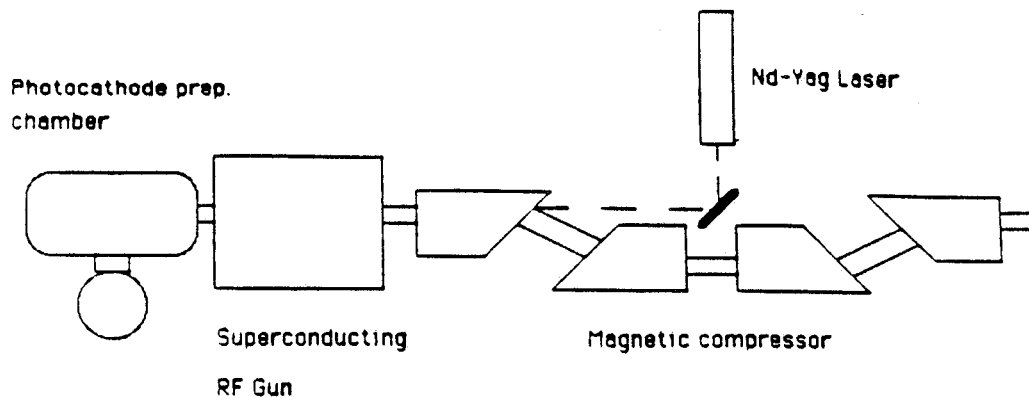 Photocathode prep.
chamber
Nd-Yag Laser
Superconducting
RF Gun
Magnetic compressor